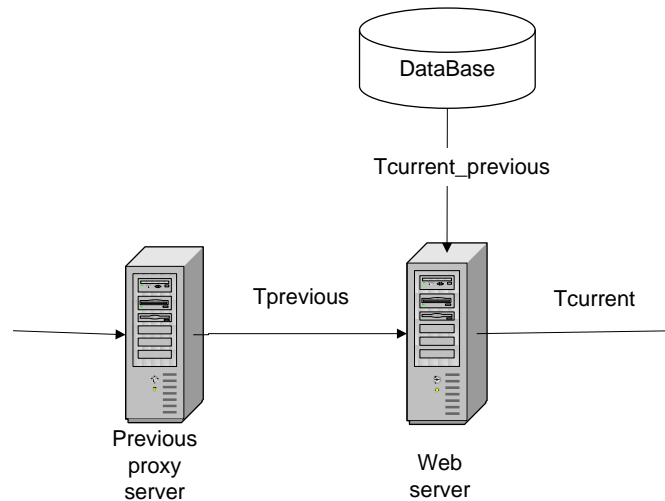 DataBase
Tcurrent_previous
Tprevious
Tcurrent
Previous
proxy
server
Web
server